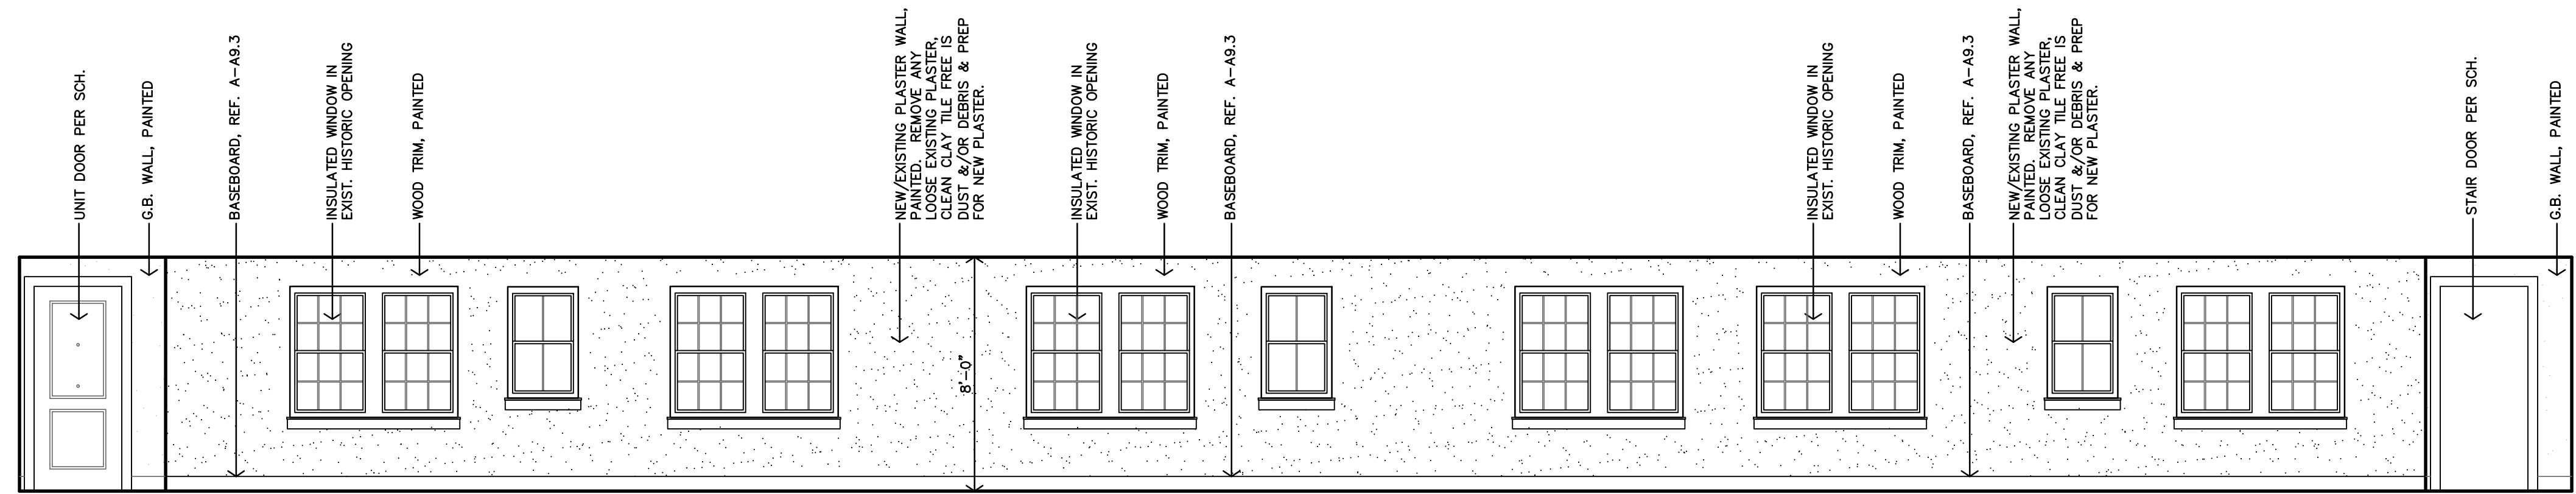 UNIT DOOR PER SCH.
G.B. WALL, PAINTED
BASEBOARD, REF. A-A9.3
INSULATED WINDOW IN
EXIST. HISTORIC OPENING
WOOD TRIM, PAINTED
NEW/EXISTING PLASTER WALL,
PAINTED. REMOVE ANY
LOOSE EXISTING PLASTER,
CLEAN CLAY TILE FREE IS
DUST &/OR DEBRIS & PREP
FOR NEW PLASTER.
8'-0"
INSULATED WINDOW IN
EXIST. HISTORIC OPENING
WOOD TRIM, PAINTED
BASEBOARD, REF. A-A9.3
INSULATED WINDOW IN
EXIST. HISTORIC OPENING
WOOD TRIM, PAINTED
BASEBOARD, REF. A-A9.3
NEW/EXISTING PLASTER WALL,
PAINTED. REMOVE ANY
LOOSE EXISTING PLASTER,
CLEAN CLAY TILE FREE IS
DUST &/OR DEBRIS & PREP
FOR NEW PLASTER.
STAIR DOOR PER SCH.
G.B. WALL, PAINTED